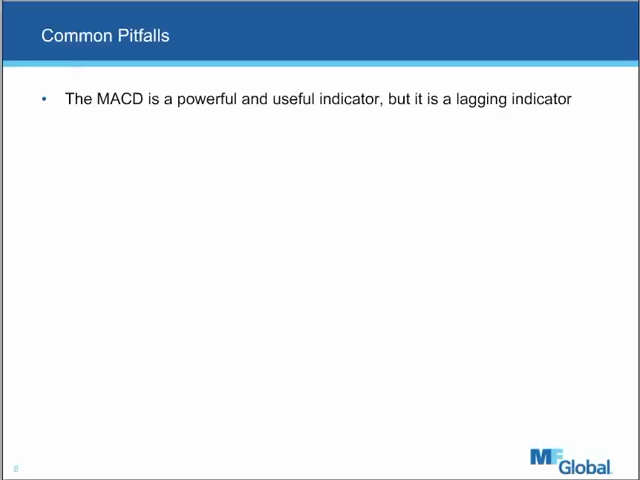 Common Pitfalls
• The MACD is a powerful and useful indicator, but it is a lagging indicator
e
MF Global